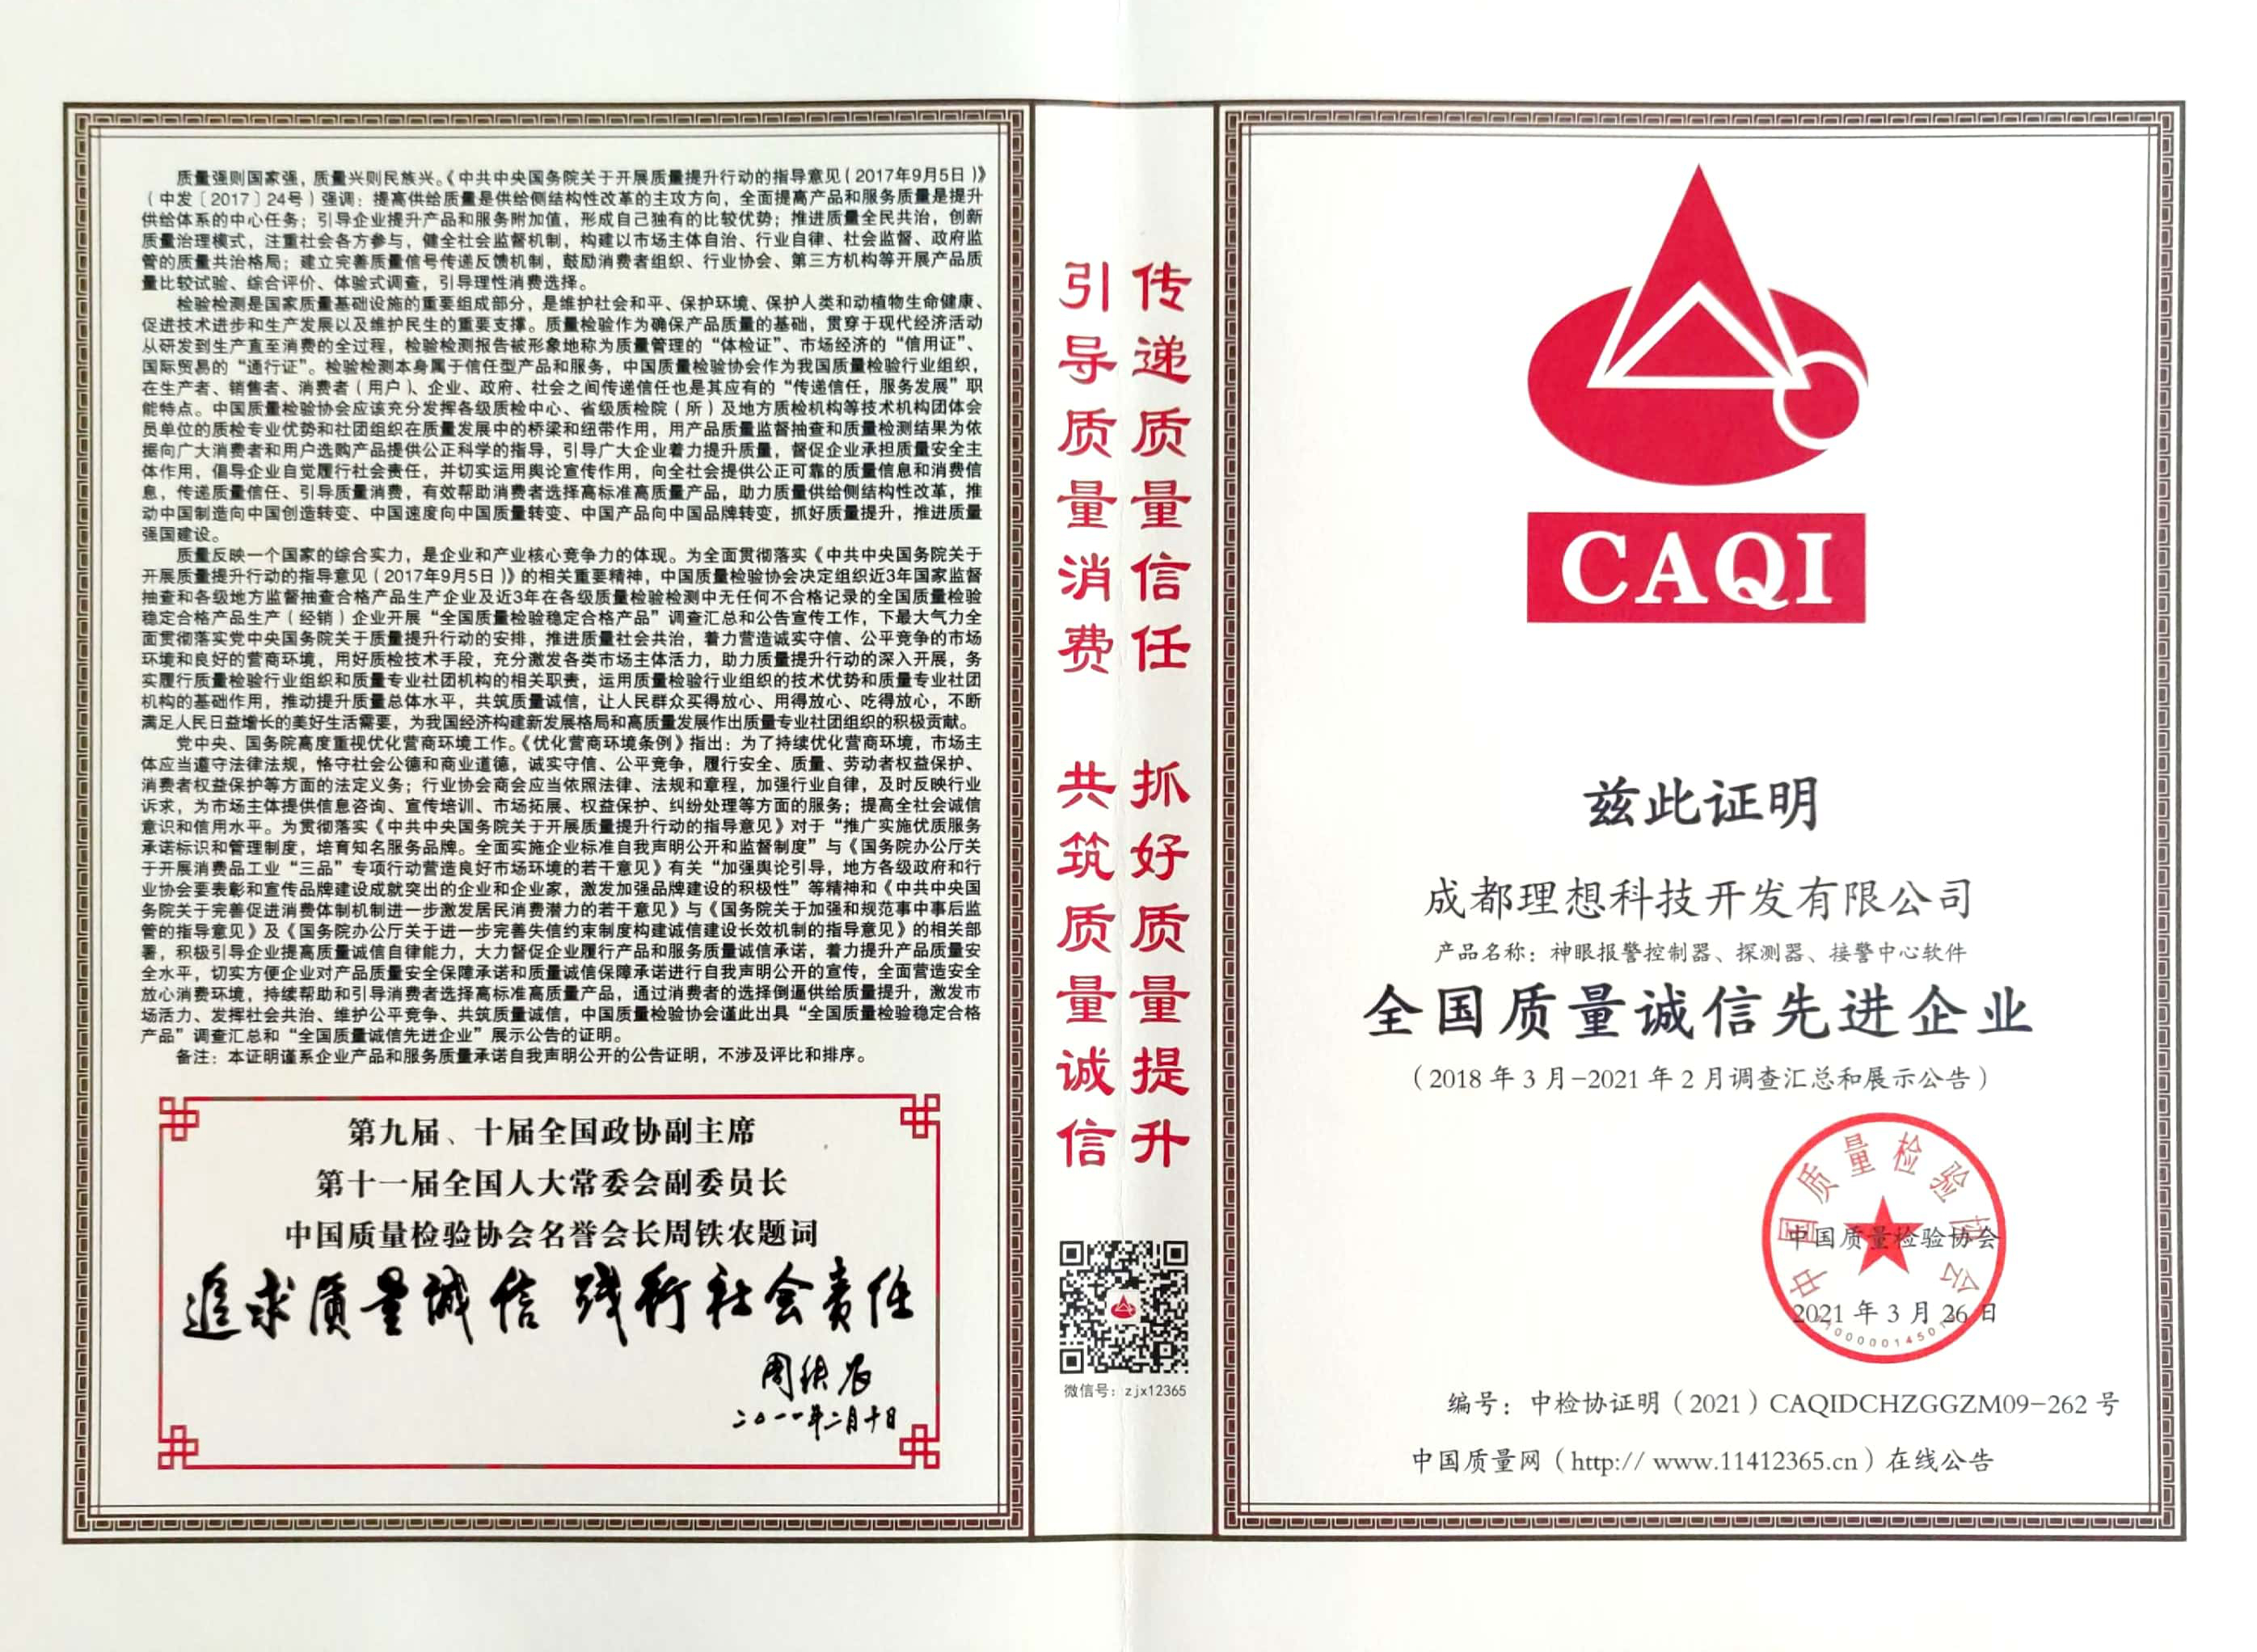 质量强则国家强，质量兴则民族兴。《中共中央国务院关于开展质量提升行动的指导意见（2017年9月5日）》
（中发〔2017〕24号）强调：提高供给质量是供给侧结构性改革的主攻方向，全面提高产品和服务质量是提升
供给体系的中心任务；引导企业提升产品和服务附加值，形成自己独有的比较优势；推进质量全民共治，创新
质量治理模式，注重社会各方参与，健全社会监督机制，构建以市场主体自治、行业自律、社会监督、政府监
管的质量共治格局；建立完善质量信号传递反馈机制，鼓励消费者组织、行业协会、第三方机构等开展产品质
量比较试验、综合评价、体验式调查，引导理性消费选择。
检验检测是国家质量基础设施的重要组成部分，是维护社会和平、保护环境、保护人类和动植物生命健康、
促进技术进步和生产发展以及维护民生的重要支撑。质量检验作为确保产品质量的基础，贯穿于现代经济活动
从研发到生产直至消费的全过程，检验检测报告被形象地称为质量管理的“体检证”、市场经济的“信用证”、
国际贸易的“通行证”。检验检测本身属于信任型产品和服务，中国质量检验协会作为我国质量检验行业组织，
在生产者、销售者、消费者（用户）、企业、政府、社会之间传递信任也是其应有的“传递信任，服务发展”职
能特点。中国质量检验协会应该充分发挥各级质检中心、省级质检院（所）及地方质检机构等技术机构团体会
员单位的质检专业优势和社团组织在质量发展中的桥梁和纽带作用，用产品质量监督抽查和质量检测结果为依
据向广大消费者和用户选购产品提供公正科学的指导，引导广大企业着力提升质量，督促企业承担质量安全主
体作用，倡导企业自觉履行社会责任，并切实运用舆论宣传作用，向全社会提供公正可靠的质量信息和消费信
息，传递质量信任、引导质量消费，有效帮助消费者选择高标准高质量产品，助力质量供给侧结构性改革，推
动中国制造向中国创造转变、中国速度向中国质量转变、中国产品向中国品牌转变，抓好质量提升，推进质量
强国建设。
质量反映一个国家的综合实力，是企业和产业核心竞争力的体现。为全面贯彻落实《中共中央国务院关于
开展质量提升行动的指导意见（2017年9月5日）》的相关重要精神，中国质量检验协会决定组织近3年国家监督
抽查和各级地方监督抽查合格产品生产企业及近3年在各级质量检验检测中无任何不合格记录的全国质量检验
稳定合格产品生产（经销）企业开展“全国质量检验稳定合格产品”调查汇总和公告宣传工作，下最大气力全
面贯彻落实党中央国务院关于质量提升行动的安排，推进质量社会共治，着力营造诚实守信、公平竞争的市场
环境和良好的营商环境，用好质检技术手段，充分激发各类市场主体活力，助力质量提升行动的深入开展，务
实履行质量检验行业组织和质量专业社团机构的相关职责，运用质量检验行业组织的技术优势和质量专业社团
机构的基础作用，推动提升质量总体水平，共筑质量诚信，让人民群众买得放心、用得放心、吃得放心，不断
满足人民日益增长的美好生活需要，为我国经济构建新发展格局和高质量发展作出质量专业社团组织的积极贡献。
党中央、国务院高度重视优化营商环境工作。《优化营商环境条例》指出：为了持续优化营商环境，市场主
体应当遵守法律法规，恪守社会公德和商业道德，诚实守信、公平竞争，履行安全、质量、劳动者权益保护、
消费者权益保护等方面的法定义务；行业协会商会应当依照法律、法规和章程，加强行业自律，及时反映行业
诉求，为市场主体提供信息咨询、宣传培训、市场拓展、权益保护、纠纷处理等方面的服务；提高全社会诚信
意识和信用水平。为贯彻落实《中共中央国务院关于开展质量提升行动的指导意见》对于“推广实施优质服务
承诺标识和管理制度，培育知名服务品牌。全面实施企业标准自我声明公开和监督制度”与《国务院办公厅关
于开展消费品工业“三品”专项行动营造良好市场环境的若干意见》有关“加强舆论引导，地方各级政府和行
业协会要表彰和宣传品牌建设成就突出的企业和企业家，激发加强品牌建设的积极性”等精神和《中共中央国
务院关于完善促进消费体制机制进一步激发居民消费潜力的若干意见》与《国务院关于加强和规范事中事后监
管的指导意见》及《国务院办公厅关于进一步完善失信约束制度构建诚信建设长效机制的指导意见》的相关部
署，积极引导企业提高质量诚信自律能力，大力督促企业履行产品和服务质量诚信承诺，着力提升产品质量安
全水平，切实方便企业对产品质量安全保障承诺和质量诚信保障承诺进行自我声明公开的宣传，全面营造安全
放心消费环境，持续帮助和引导消费者选择高标准高质量产品，通过消费者的选择倒逼供给质量提升，激发市
场活力、发挥社会共治、维护公平竞争、共筑质量诚信，中国质量检验协会谨此出具“全国质量检验稳定合格
产品”调查汇总和“全国质量诚信先进企业”展示公告的证明。
备注：本证明谨系企业产品和服务质量承诺自我声明公开的公告证明，不涉及评比和排序。
第九届、十届全国政协副主席
第十一届全国人大常委会副委员长
中国质量检验协会名誉会长周铁农题词
追求质量诚信 践行社会责任
周铁农
二〇一一年二月十日
传递质量信任 抓好质量提升
引导质量消费 共筑质量诚信
微信号：zjx12365
CAQI
兹此证明
成都理想科技开发有限公司
产品名称：神眼报警控制器、探测器、接警中心软件
全国质量诚信先进企业
（2018 年 3 月-2021 年 2 月调查汇总和展示公告）
中国质量检验协会
中国质量检验协会
2021 年 3 月 26 日
编号：中检协证明（2021）CAQIDCHZGGZM09-262 号
中国质量网（http:// www.11412365.cn）在线公告